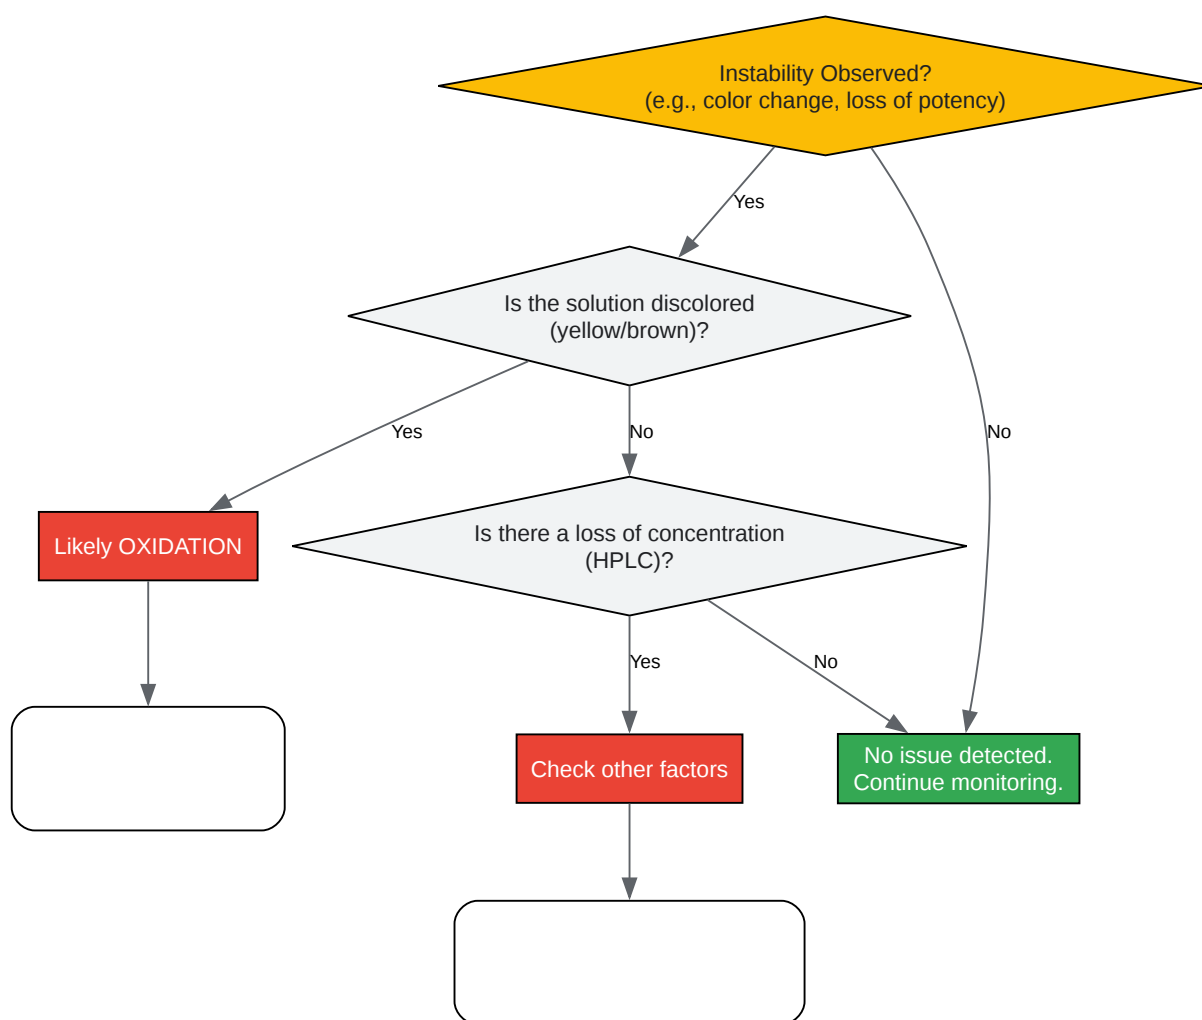 Instability Observed?
(e.g., color change, loss of potency)
Yes
Is the solution discolored
(yellow/brown)?
Yes
No
No
Likely OXIDATION
Is there a loss of concentration
(HPLC)?
Yes
No
Check other factors
No issue detected.
Continue monitoring.